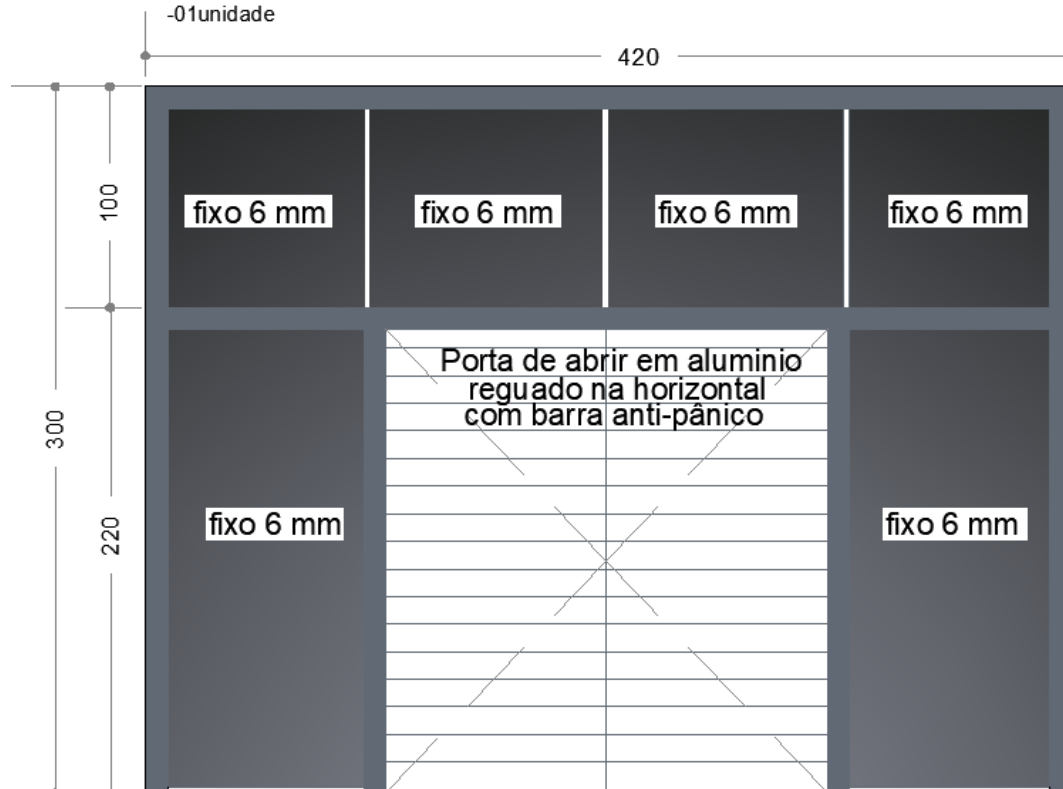 -01unidade
420
100
fixo 6 mm
fixo 6 mm
fixo 6 mm
fixo 6 mm
Porta de abrir em aluminio
reguado na horizontal
com barra anti-pânico
300
220
fixo 6 mm
fixo 6 mm